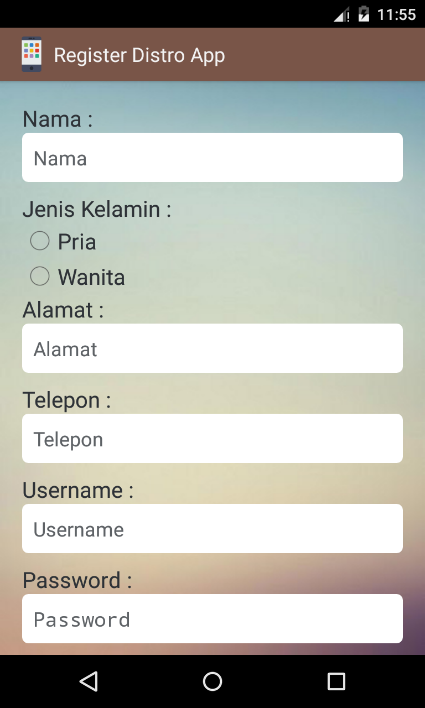 11:55
Register Distro App
Nama :
Nama
Jenis Kelamin :
Pria
Wanita
Alamat :
Alamat
Telepon :
Telepon
Username :
Username
Password :
Password